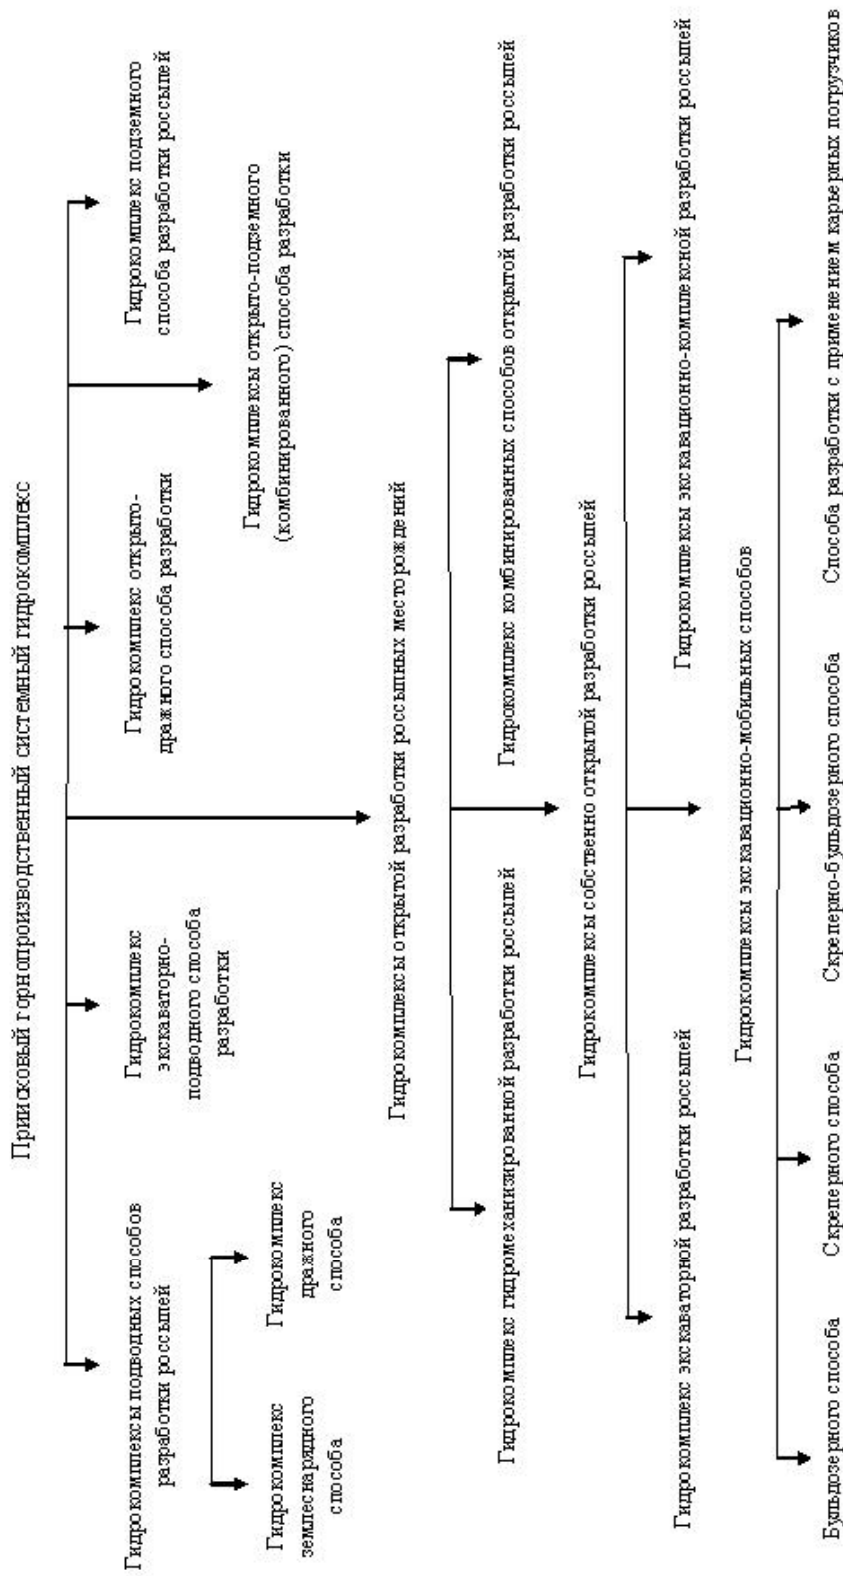 Приисковый горнопроизводственный системный гидрокомплекс
Гидрокомплексы подводных способов
разработки россыпей
Гидрокомплекс
землеснарядного
способа
Гидрокомплекс
дражного
способа
Гидрокомплекс
экскаваторно-
подводного способа
разработки
Гидрокомплекс открыто-
дражного способа разработки
Гидрокомплекс подземного
способа разработки россыпей
Гидрокомплексы открыто-подземного
(комбинированного) способа разработки
Гидрокомплексы открытой разработки россыпных месторождений
Гидрокомплекс гидромеханизированной разработки россыпей
Гидрокомплекс комбинированных способов открытой разработки россыпей
Гидрокомплексы собственно открытой разработки россыпей
Гидрокомплекс экскаваторной разработки россыпей
Гидрокомплексы экскавационно-комплексной разработки россыпей
Гидрокомплексы экскавационно-мобильных способов
Бульдозерного способа
Скреперного способа
Скреперно-бульдозерного способа
Способа разработки с применением карьерных погрузчиков